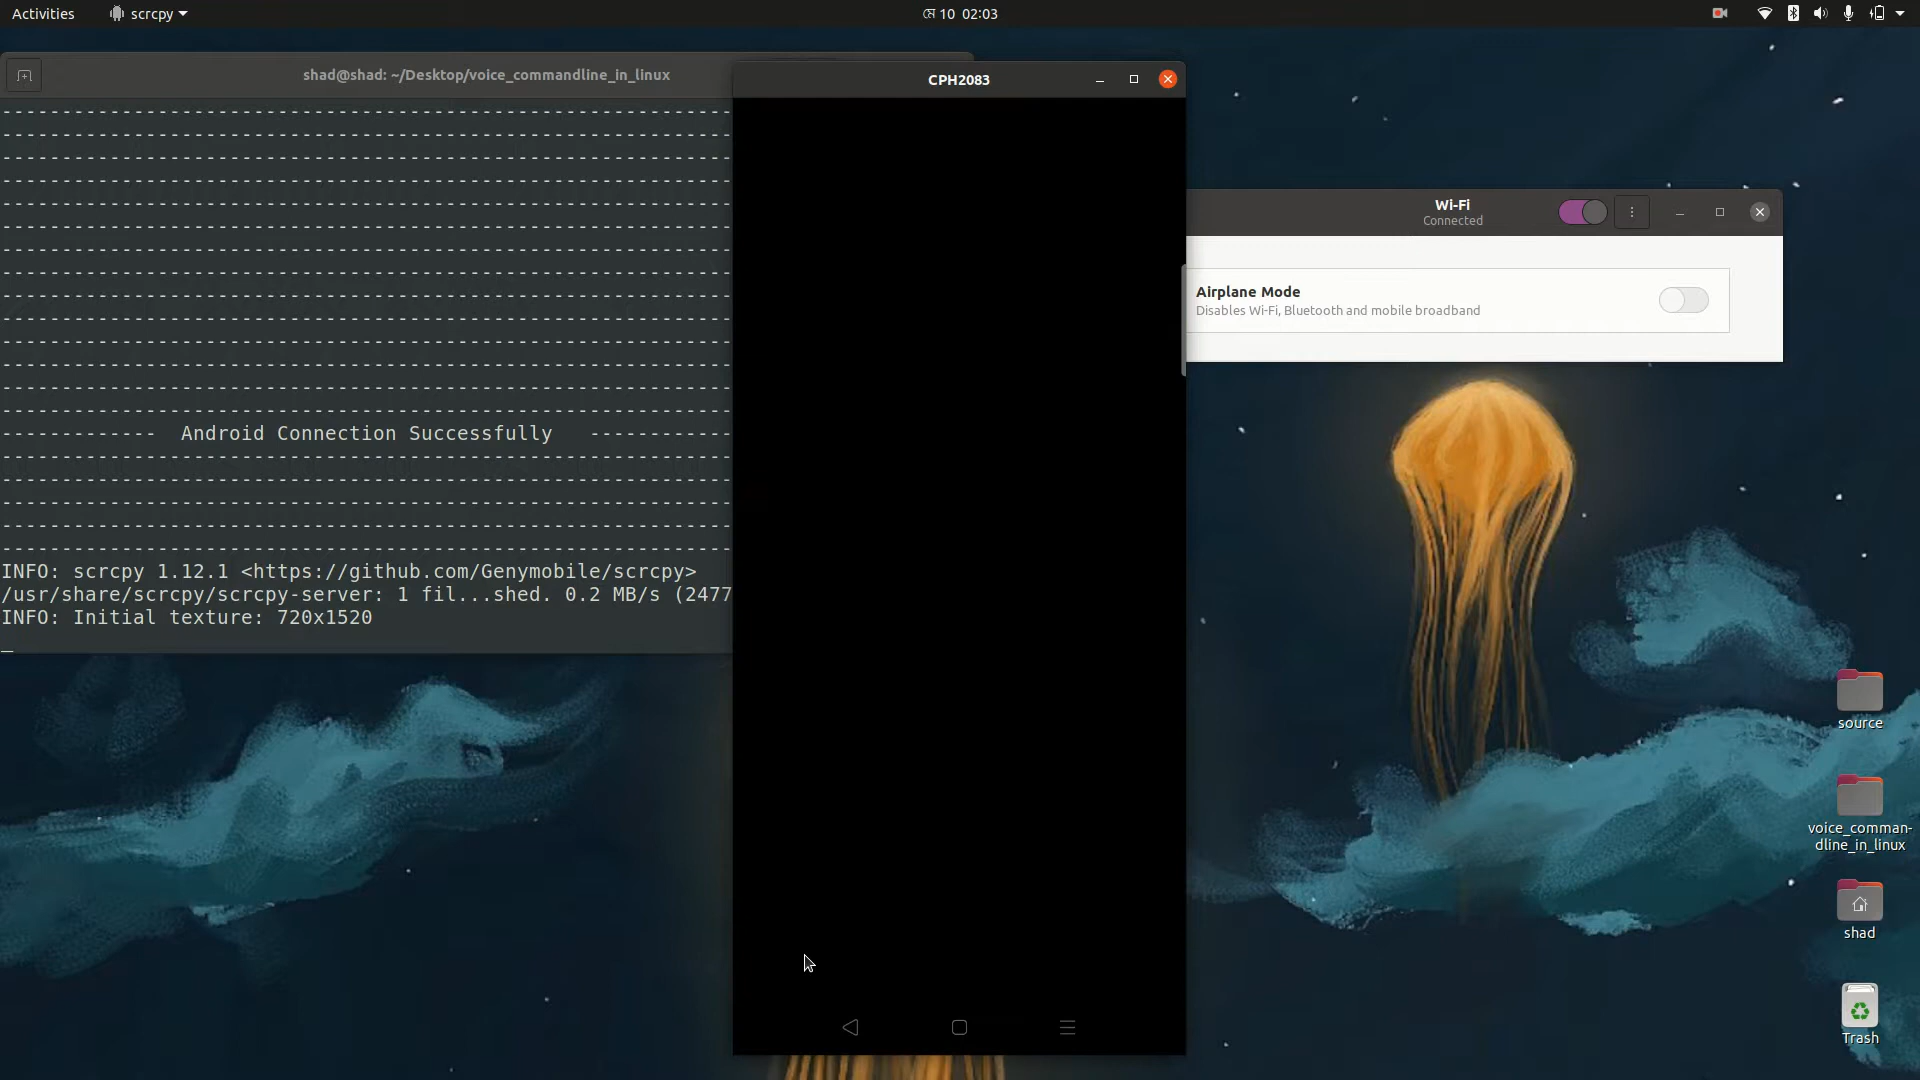 Activities
scrcpy
মে 10 02:03
shad@shad: ~/Desktop/voice_commandline_in_linux
CPH2083
Wi-Fi
Connected
Airplane Mode
Disables Wi-Fi, Bluetooth and mobile broadband
------------ Android Connection Successfully ------------
INFO: scrcpy 1.12.1 <https://github.com/Genymobile/scrcpy>
/usr/share/scrcpy/scrcpy-server: 1 fil...shed. 0.2 MB/s (2477
INFO: Initial texture: 720x1520
source
voice_comman-
dline_in_linux
shad
Trash